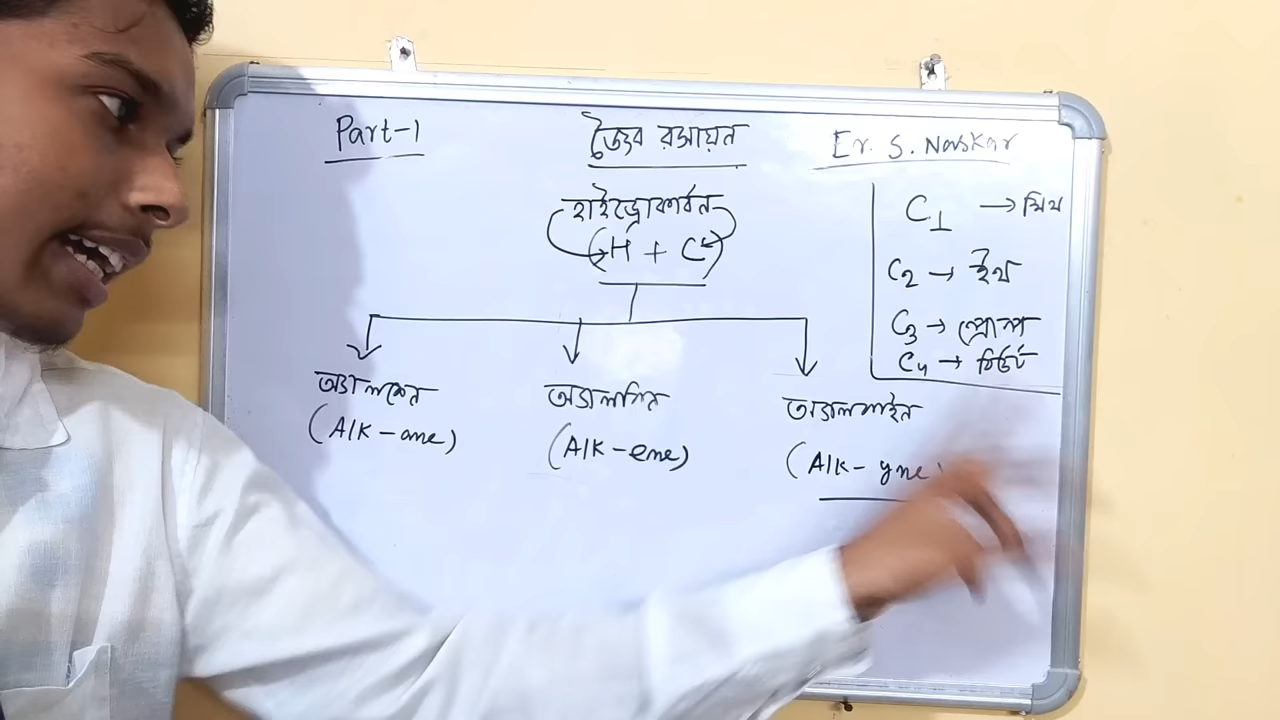 Part-1
জৈব রসায়ন
Er. S. Naskar
হাইড্রোকার্বন
(H + C)
C1 → মিথ
C2 → ইথ
C3 → প্রোপ
C4 → বিউট
অ্যালকেন
(Alk-ane)
অ্যালকিন
(Alk-ene)
অ্যালকাইন
(Alk-yne)